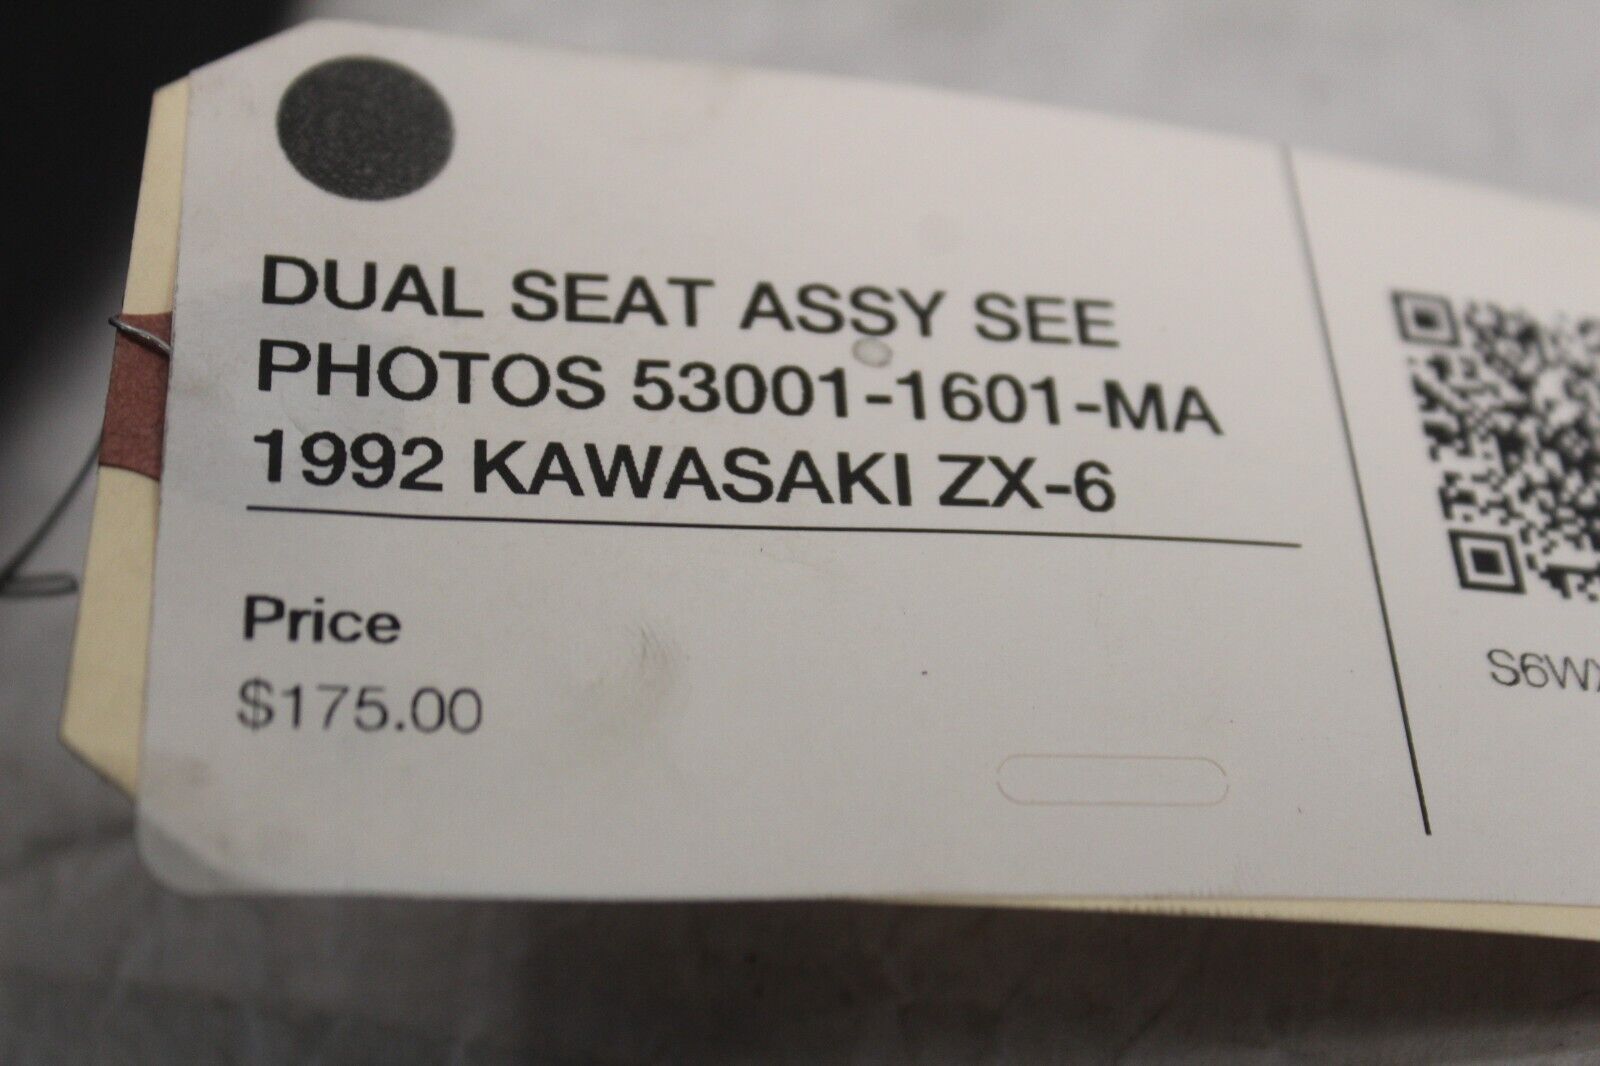 DUAL SEAT ASSY SEE
PHOTOS 53001-1601-MA
1992 KAWASAKI ZX-6
Price
$175.00